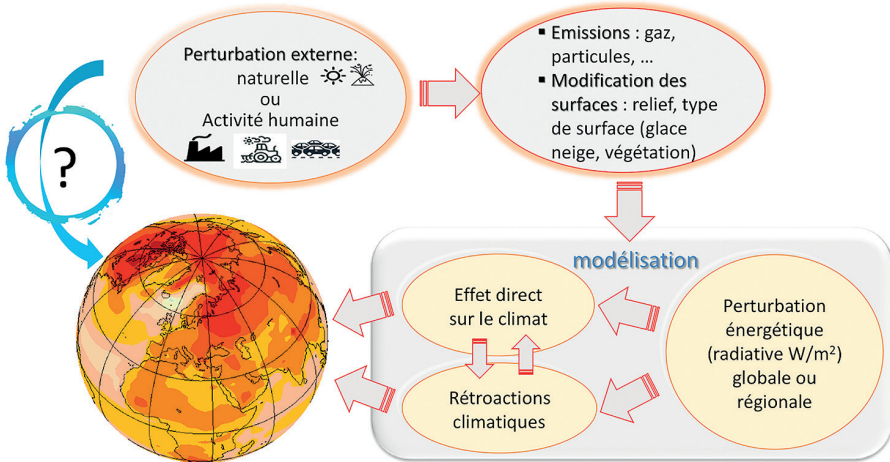 Perturbation externe:
naturelle
ou
Activité humaine
▪ Emissions : gaz,
particules, ...
▪ Modification des
surfaces : relief, type
de surface (glace
neige, végétation)
?
modélisation
Effet direct
sur le climat
Rétroactions
climatiques
Perturbation
énergétique
(radiative W/m²)
globale ou
régionale